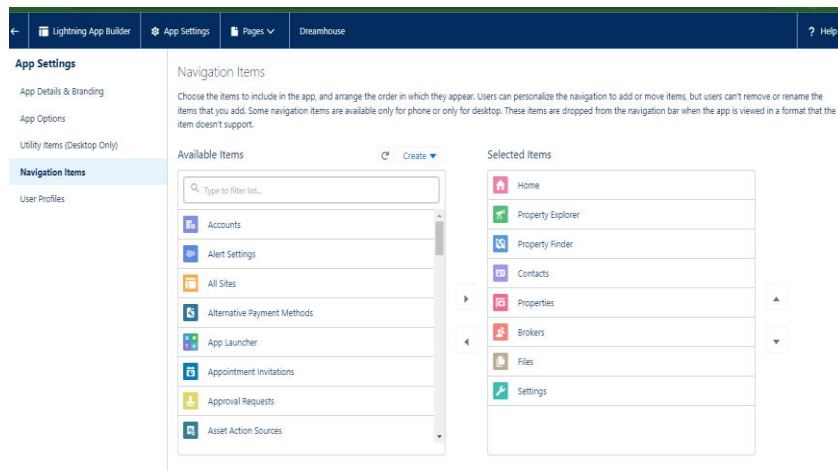 Lightning App Builder
App Settings
Pages
Dreamhouse
? Help
App Settings
App Details & Branding
App Options
Utility Items (Desktop Only)
Navigation Items
User Profiles
Navigation Items
Choose the items to include in the app, and arrange the order in which they appear. Users can personalize the navigation to add or move items, but users can't remove or rename the
items that you add. Some navigation items are available only for phone or only for desktop. These items are dropped from the navigation bar when the app is viewed in a format that the
item doesn't support.
Available Items
Create
Type to filter list...
Accounts
Alert Settings
All Sites
Alternative Payment Methods
App Launcher
Appointment Invitations
Approval Requests
Asset Action Sources
Selected Items
Home
Property Explorer
Property Finder
Contacts
Properties
Brokers
Files
Settings